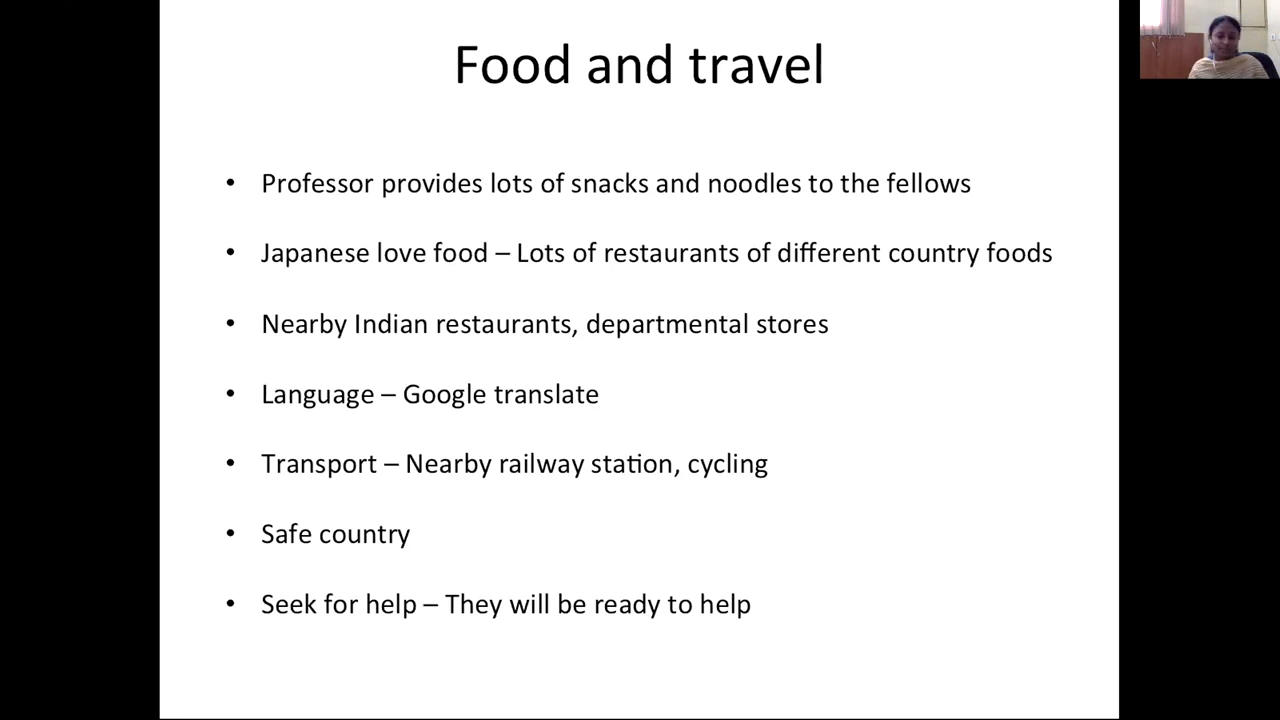 Food and travel
• Professor provides lots of snacks and noodles to the fellows
• Japanese love food – Lots of restaurants of different country foods
• Nearby Indian restaurants, departmental stores
• Language – Google translate
• Transport – Nearby railway station, cycling
• Safe country
• Seek for help – They will be ready to help